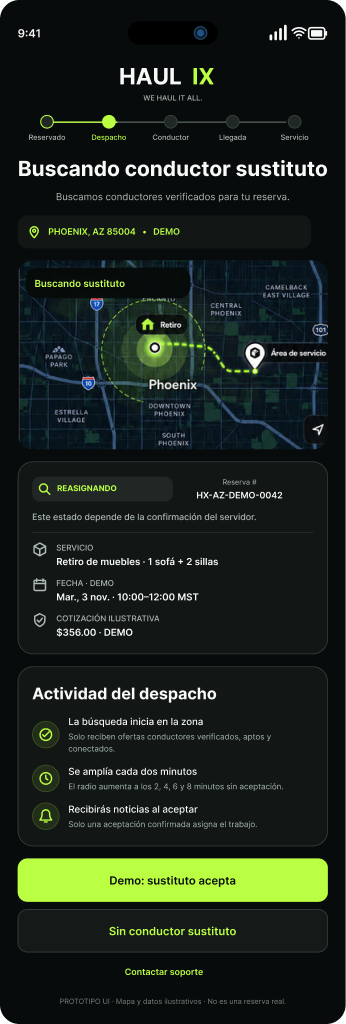 9:41
HAUL IX
WE HAUL IT ALL.
Reservado Despacho Conductor Llegada Servicio
Buscando conductor sustituto
Buscamos conductores verificados para tu reserva.
PHOENIX, AZ 85004 • DEMO
Buscando sustituto
ENCANTO
17
CAMELBACK
EAST VILLAGE
CENTRAL
PHOENIX
Retiro
101
PAPAGO
PARK
Área de servicio
10
Phoenix
ESTRELLA
VILLAGE
DOWNTOWN
PHOENIX
SOUTH
PHOENIX
REASIGNANDO
Reserva #
HX-AZ-DEMO-0042
Este estado depende de la confirmación del servidor.
SERVICIO
Retiro de muebles · 1 sofá + 2 sillas
FECHA · DEMO
Mar., 3 nov. · 10:00–12:00 MST
COTIZACIÓN ILUSTRATIVA
$356.00 · DEMO
Actividad del despacho
La búsqueda inicia en la zona
Solo reciben ofertas conductores verificados, aptos y
conectados.
Se amplía cada dos minutos
El radio aumenta a los 2, 4, 6 y 8 minutos sin aceptación.
Recibirás noticias al aceptar
Solo una aceptación confirmada asigna el trabajo.
Demo: sustituto acepta
Sin conductor sustituto
Contactar soporte
PROTOTIPO UI · Mapa y datos ilustrativos · No es una reserva real.